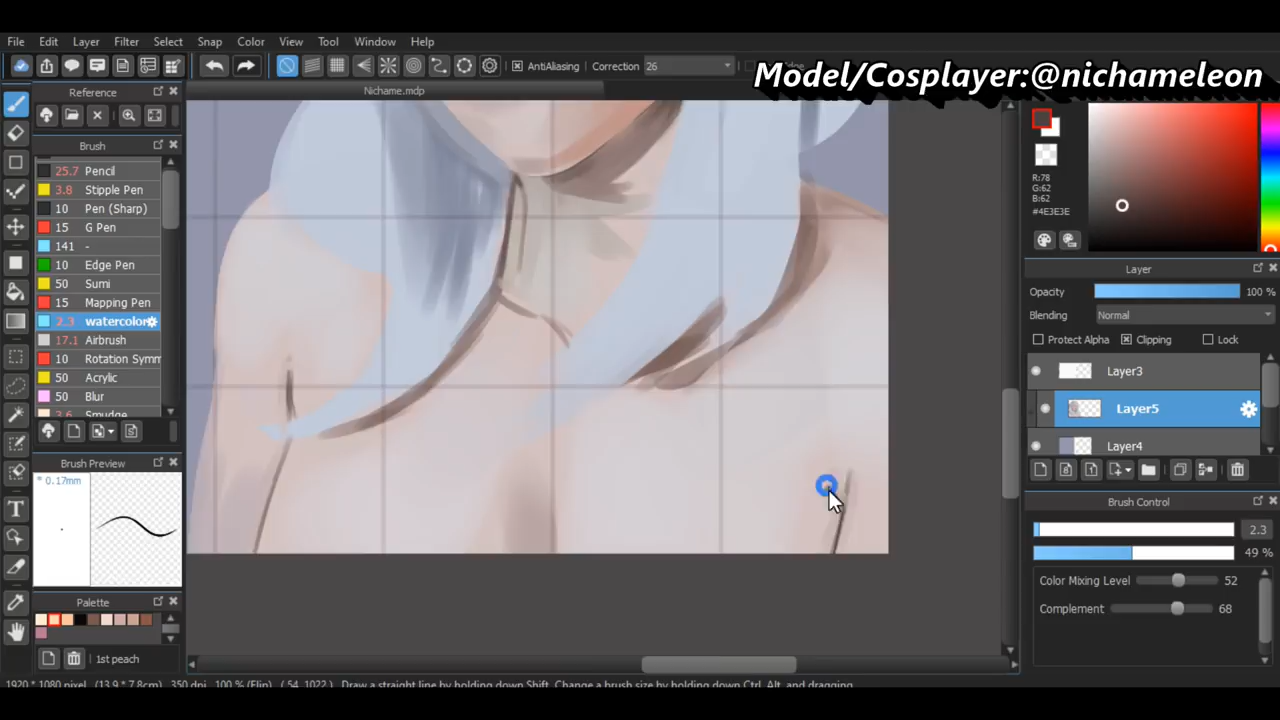 File Edit Layer Filter Select Snap Color View Tool Window Help
AntiAliasing Correction 26
Model/Cosplayer:@nichameleon
Reference
Nichame.mdp
Brush
25.7 Pencil
3.8 Stipple Pen
10 Pen (Sharp)
15 G Pen
141 -
10 Edge Pen
50 Sumi
15 Mapping Pen
2.3 watercolor
17.1 Airbrush
10 Rotation Symm
50 Acrylic
50 Blur
3.6 Smudge
Brush Preview
* 0.17mm
Palette
1st peach
R:78
G:62
B:62
#4E3E3E
Layer
Opacity 100 %
Blending Normal
Protect Alpha Clipping Lock
Layer3
Layer5
Layer4
Brush Control
2.3
49 %
Color Mixing Level 52
Complement 68
1920 * 1080 pixel (13.9 * 7.8cm) 350 dpi 100 % (Flip) ( 54, 1022 ) Draw a straight line by holding down Shift, Change a brush size by holding down Ctrl, Alt, and dragging